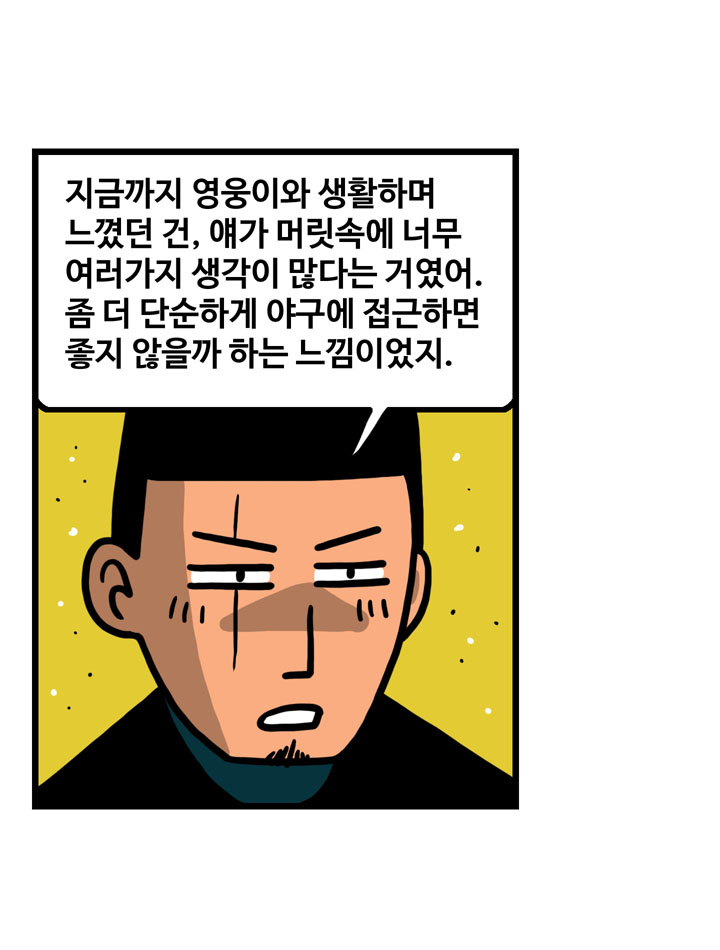 지금까지 영웅이와 생활하며
느꼈던 건, 얘가 머릿속에 너무
여러가지 생각이 많다는 거였어.
좀 더 단순하게 야구에 접근하면
좋지 않을까 하는 느낌이었지.